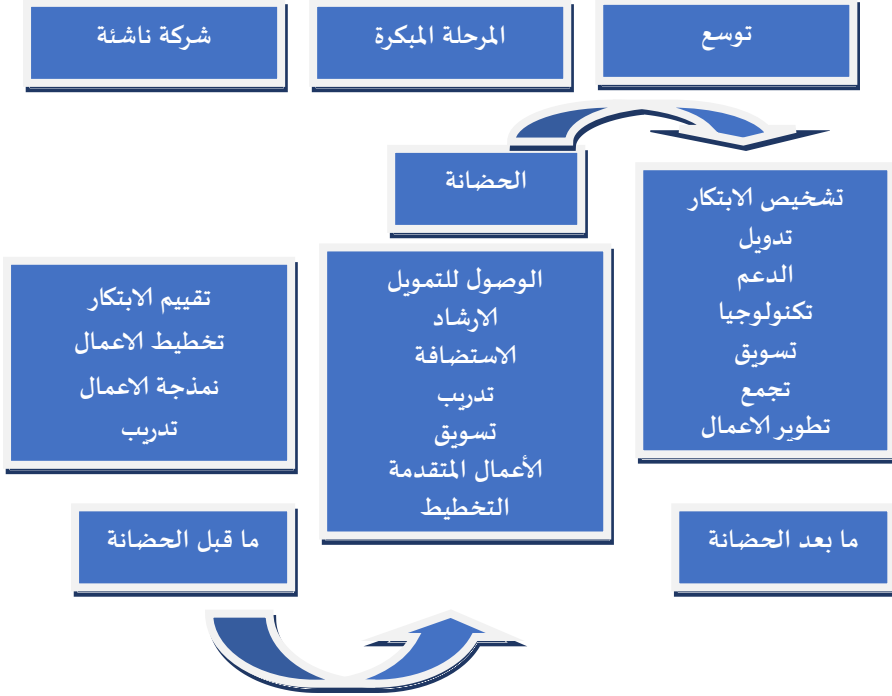 توسع
المرحلة المبكرة
شركة ناشئة
الحضانة
تشخيص الابتكار
تدويل
الدعم
تكنولوجيا
تسويق
تجمع
تطوير الاعمال
الوصول للتمويل
الارشاد
الاستضافة
تدريب
تسويق
الأعمال المتقدمة
التخطيط
تقييم الابتكار
تخطيط الاعمال
نمذجة الاعمال
تدريب
ما بعد الحضانة
ما قبل الحضانة